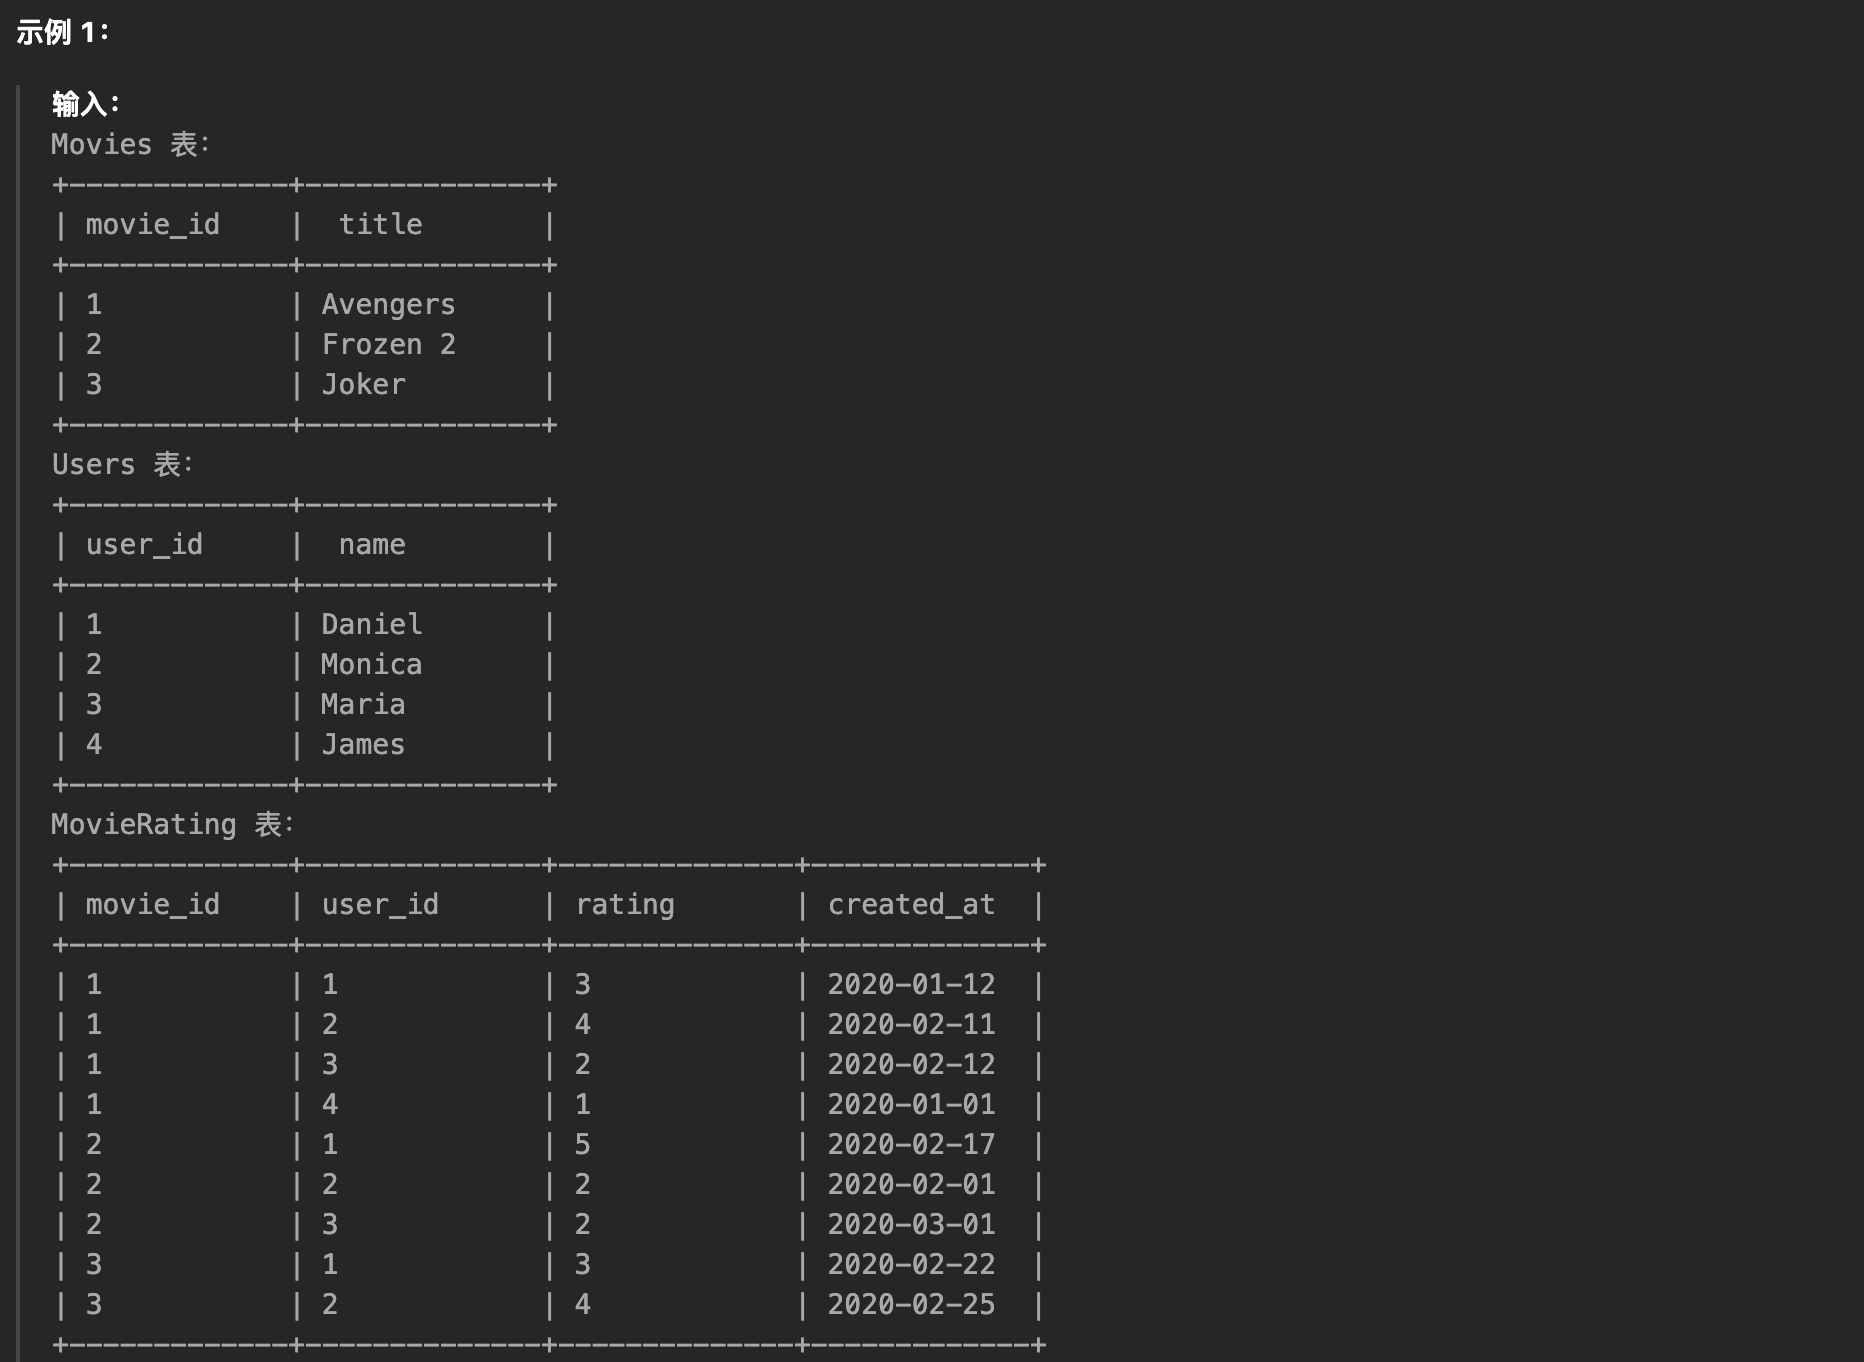 示例 1：
输入：
Movies 表：
+-------------+--------------+
| movie_id    |  title       |
+-------------+--------------+
| 1           | Avengers     |
| 2           | Frozen 2     |
| 3           | Joker        |
+-------------+--------------+
Users 表：
+-------------+--------------+
| user_id     |  name        |
+-------------+--------------+
| 1           | Daniel       |
| 2           | Monica       |
| 3           | Maria        |
| 4           | James        |
+-------------+--------------+
MovieRating 表：
+-------------+--------------+--------------+-------------+
| movie_id    | user_id      | rating       | created_at  |
+-------------+--------------+--------------+-------------+
| 1           | 1            | 3            | 2020-01-12  |
| 1           | 2            | 4            | 2020-02-11  |
| 1           | 3            | 2            | 2020-02-12  |
| 1           | 4            | 1            | 2020-01-01  |
| 2           | 1            | 5            | 2020-02-17  |
| 2           | 2            | 2            | 2020-02-01  |
| 2           | 3            | 2            | 2020-03-01  |
| 3           | 1            | 3            | 2020-02-22  |
| 3           | 2            | 4            | 2020-02-25  |
+-------------+--------------+--------------+-------------+